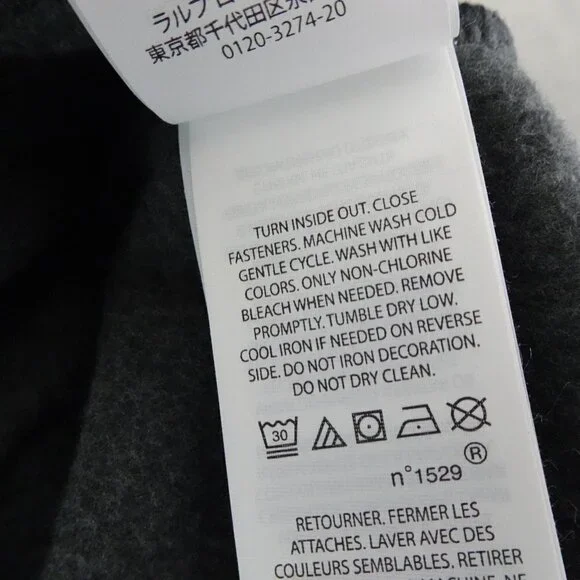 ラルフ
東京都千代田区
0120-3274-20
TURN INSIDE OUT. CLOSE
FASTENERS. MACHINE WASH COLD
GENTLE CYCLE. WASH WITH LIKE
COLORS. ONLY NON-CHLORINE
BLEACH WHEN NEEDED. REMOVE
PROMPTLY. TUMBLE DRY LOW.
COOL IRON IF NEEDED ON REVERSE
SIDE. DO NOT IRON DECORATION.
DO NOT DRY CLEAN.
30
®
n°1529
RETOURNER. FERMER LES
ATTACHES. LAVER AVEC DES
COULEURS SEMBLABLES. RETIRER